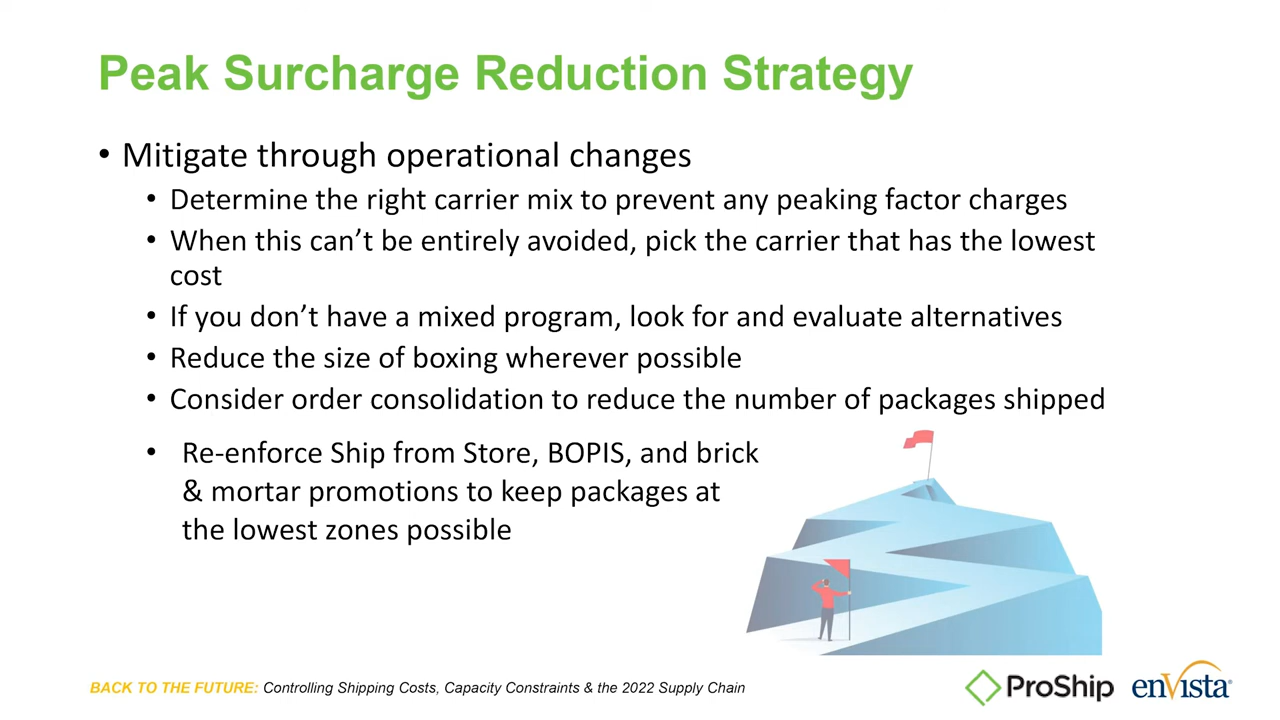 Peak Surcharge Reduction Strategy
• Mitigate through operational changes
• Determine the right carrier mix to prevent any peaking factor charges
• When this can’t be entirely avoided, pick the carrier that has the lowest
cost
• If you don’t have a mixed program, look for and evaluate alternatives
• Reduce the size of boxing wherever possible
• Consider order consolidation to reduce the number of packages shipped
• Re-enforce Ship from Store, BOPIS, and brick
& mortar promotions to keep packages at
the lowest zones possible
BACK TO THE FUTURE: Controlling Shipping Costs, Capacity Constraints & the 2022 Supply Chain
ProShip
enVista®